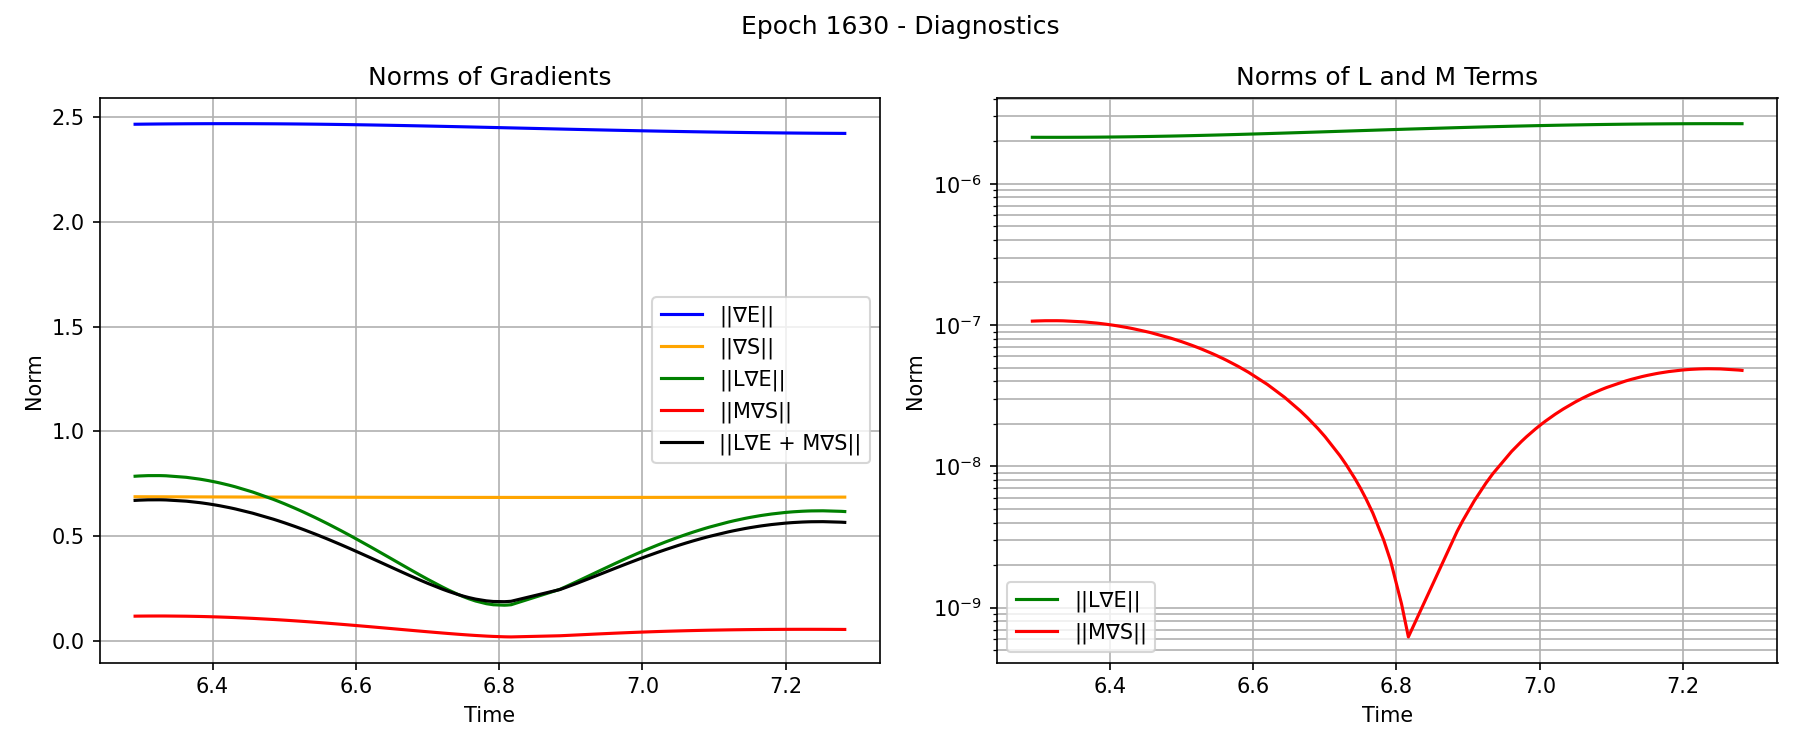 Epoch 1630 - Diagnostics
Norms of Gradients
Norm
2.5
2.0
1.5
1.0
0.5
0.0
||∇E||
||∇S||
||L∇E||
||M∇S||
||L∇E + M∇S||
6.4 6.6 6.8 7.0 7.2
Time
Norms of L and M Terms
Norm
10⁻⁶
10⁻⁷
10⁻⁸
10⁻⁹
||L∇E||
||M∇S||
6.4 6.6 6.8 7.0 7.2
Time